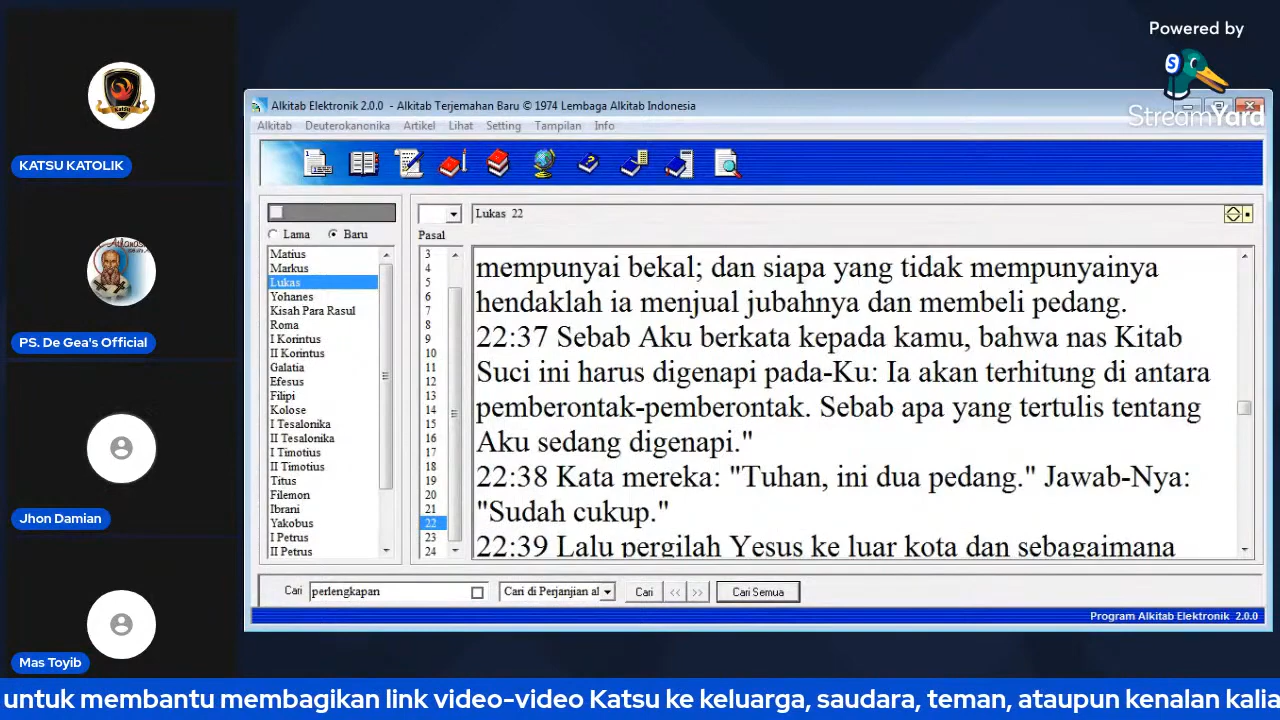 Powered by
StreamYard
KATSU KATOLIK
PS. De Gea's Official
Jhon Damian
Mas Toyib
Alkitab Elektronik 2.0.0 - Alkitab Terjemahan Baru © 1974 Lembaga Alkitab Indonesia
Alkitab Deuterokanonika Artikel Lihat Setting Tampilan Info
Lama Baru
Matius
Markus
Lukas
Yohanes
Kisah Para Rasul
Roma
I Korintus
II Korintus
Galatia
Efesus
Filipi
Kolose
I Tesalonika
II Tesalonika
I Timotius
II Timotius
Titus
Filemon
Ibrani
Yakobus
I Petrus
II Petrus
Pasal
3
4
5
6
7
8
9
10
11
12
13
14
15
16
17
18
19
20
21
22
23
24
Lukas 22
mempunyai bekal; dan siapa yang tidak mempunyainya
hendaklah ia menjual jubahnya dan membeli pedang.
22:37 Sebab Aku berkata kepada kamu, bahwa nas Kitab
Suci ini harus digenapi pada-Ku: Ia akan terhitung di antara
pemberontak-pemberontak. Sebab apa yang tertulis tentang
Aku sedang digenapi."
22:38 Kata mereka: "Tuhan, ini dua pedang." Jawab-Nya:
"Sudah cukup."
22:39 Lalu pergilah Yesus ke luar kota dan sebagaimana
Cari perlengkapan Cari di Perjanjian al Cari << >> Cari Semua
Program Alkitab Elektronik 2.0.0
untuk membantu membagikan link video-video Katsu ke keluarga, saudara, teman, ataupun kenalan kalia